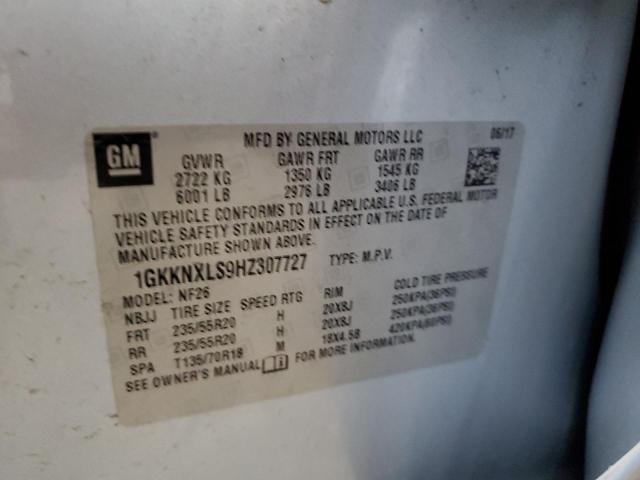 GM
MFD BY GENERAL MOTORS LLC 06/17
GVWR GAWR FRT GAWR RR
2722 KG 1350 KG 1545 KG
6001 LB 2976 LB 3406 LB
THIS VEHICLE CONFORMS TO ALL APPLICABLE U.S. FEDERAL MOTOR
VEHICLE SAFETY STANDARDS IN EFFECT ON THE DATE OF
MANUFACTURE SHOWN ABOVE.
1GKKNXLS9HZ307727 TYPE: M.P.V.
MODEL: NF26
NBJJ TIRE SIZE SPEED RTG RIM COLD TIRE PRESSURE
FRT 235/55R20 H 20X8J 250KPA(36PSI)
RR 235/55R20 H 20X8J 250KPA(36PSI)
SPA T135/70R18 M 18X4.5B 420KPA(60PSI)
SEE OWNER'S MANUAL FOR MORE INFORMATION.